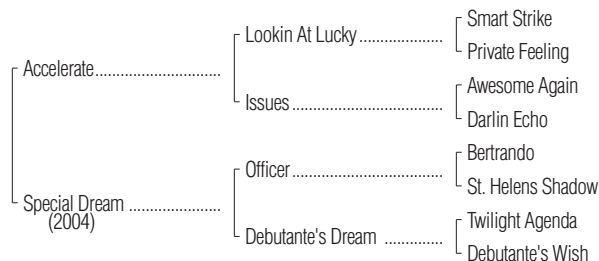 Smart Strike
Lookin At Lucky...................
Private Feeling
Accelerate............................
Awesome Again
Issues..................................
Darlin Echo
Bertrando
Officer..................................
St. Helens Shadow
Special Dream .....................
(2004)
Twilight Agenda
Debutante's Dream ..............
Debutante's Wish